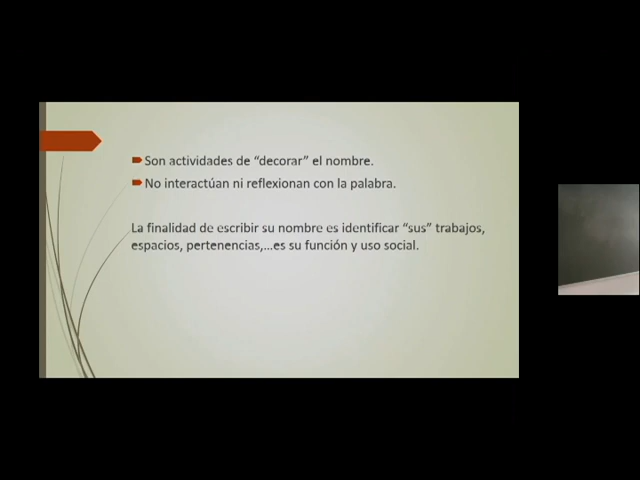 Son actividades de “decorar” el nombre.
No interactúan ni reflexionan con la palabra.
La finalidad de escribir su nombre es identificar “sus” trabajos,
espacios, pertenencias,...es su función y uso social.